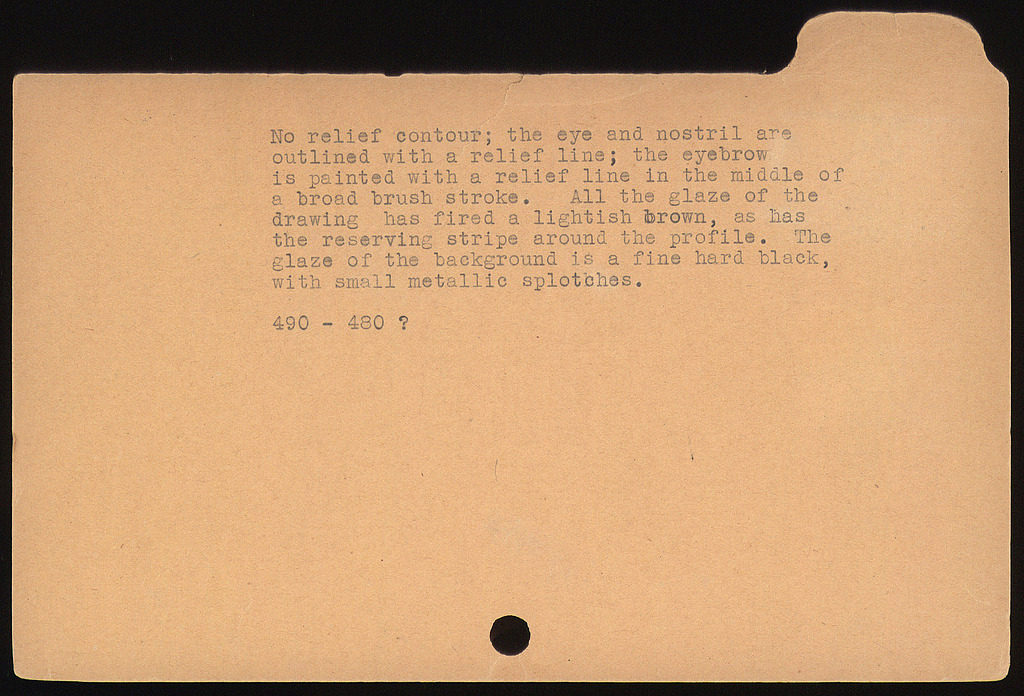 No relief contour; the eye and nostril are
outlined with a relief line; the eyebrow
is painted with a relief line in the middle of
a broad brush stroke.   All the glaze of the
drawing  has fired a lightish brown, as has
the reserving stripe around the profile.  The
glaze of the background is a fine hard black,
with small metallic splotches.
490 - 480 ?